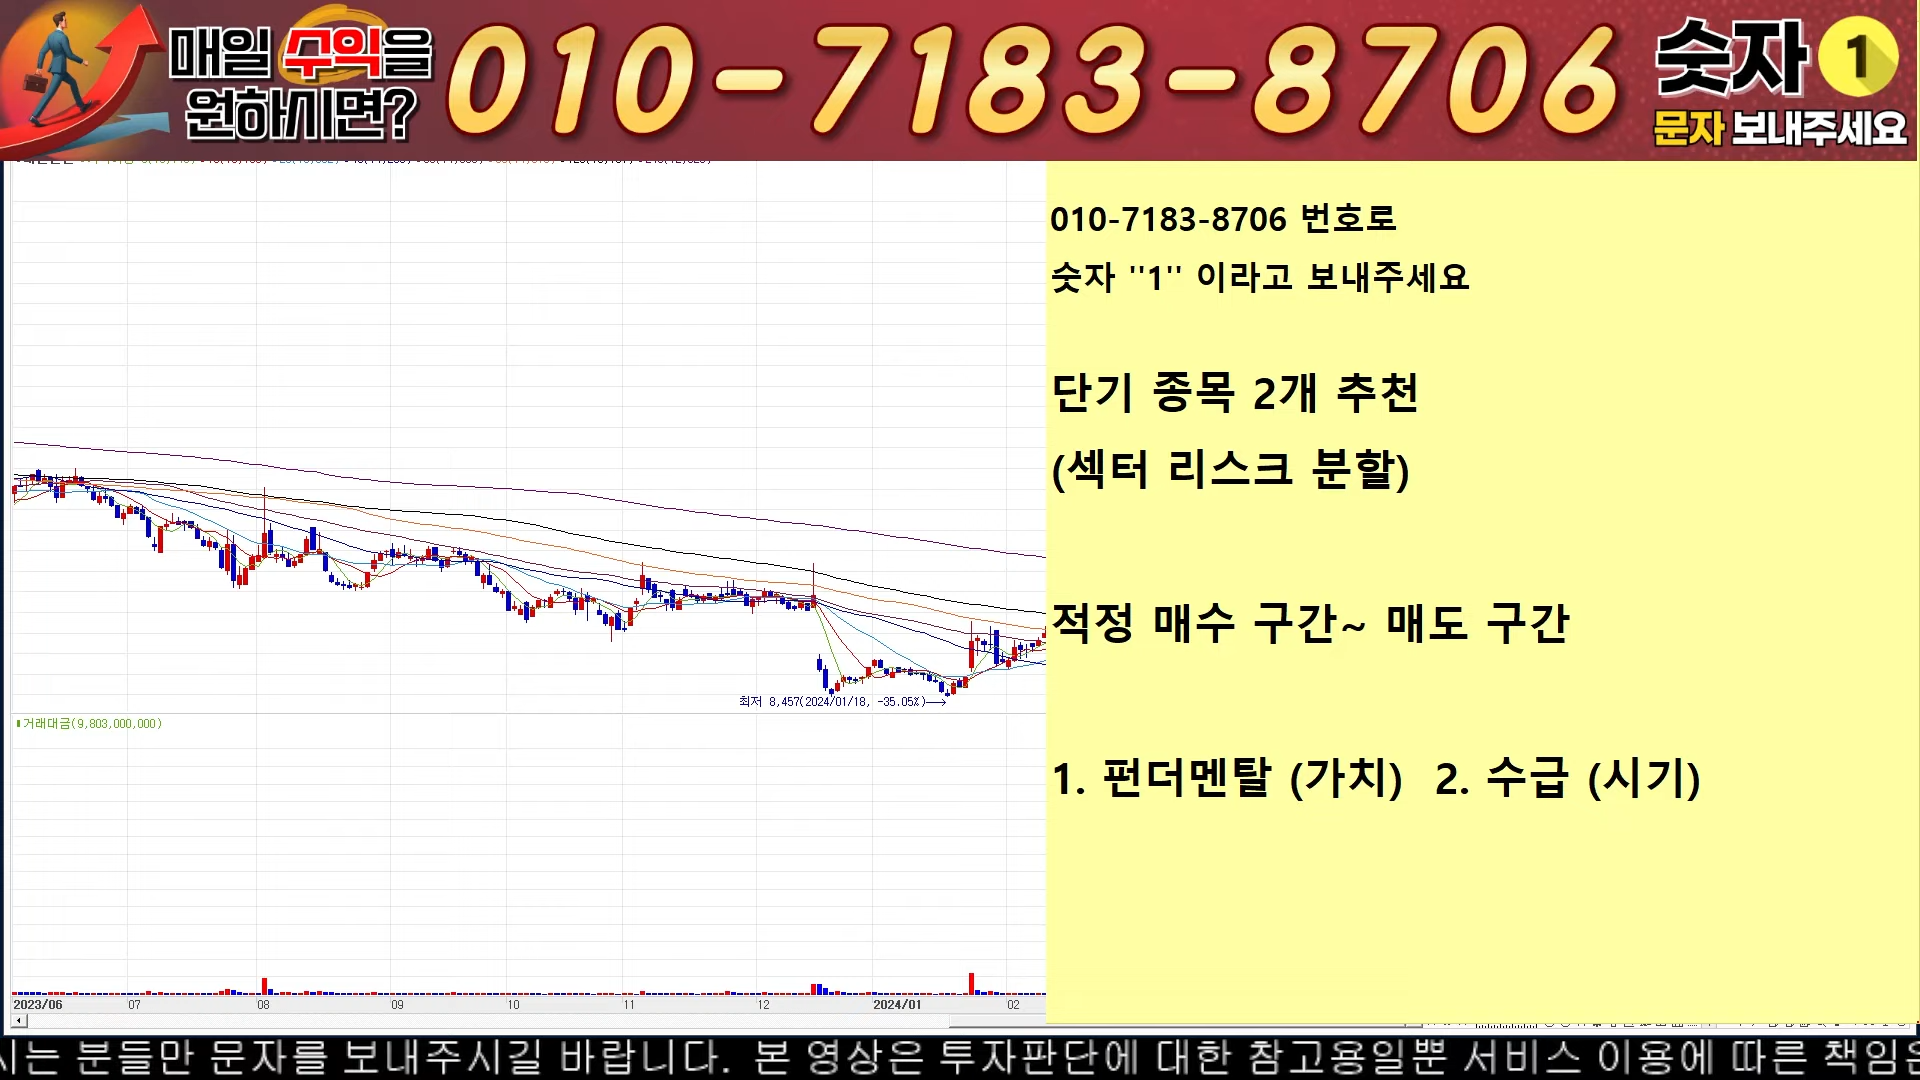 매일 수익을
원하시면?
010-7183-8706
숫자 1
문자 보내주세요
010-7183-8706 번호로
숫자 ''1'' 이라고 보내주세요
단기 종목 2개 추천
(섹터 리스크 분할)
적정 매수 구간~ 매도 구간
1. 펀더멘탈 (가치) 2. 수급 (시기)
최저 8,457(2024/01/18, -35.05%)
거래대금(9,803,000,000)
2023/06 07 08 09 10 11 12 2024/01 02
시는 분들만 문자를 보내주시길 바랍니다. 본 영상은 투자판단에 대한 참고용일뿐 서비스 이용에 따른 책임은